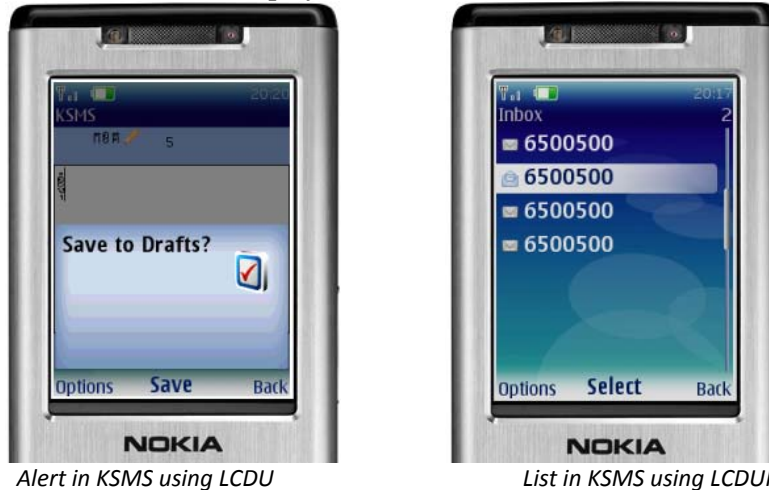 20:20
KSMS
5
Save to Drafts?
Options Save Back
NOKIA
Alert in KSMS using LCDU
20:17
Inbox 2
6500500
6500500
6500500
6500500
Options Select Back
NOKIA
List in KSMS using LCDUI